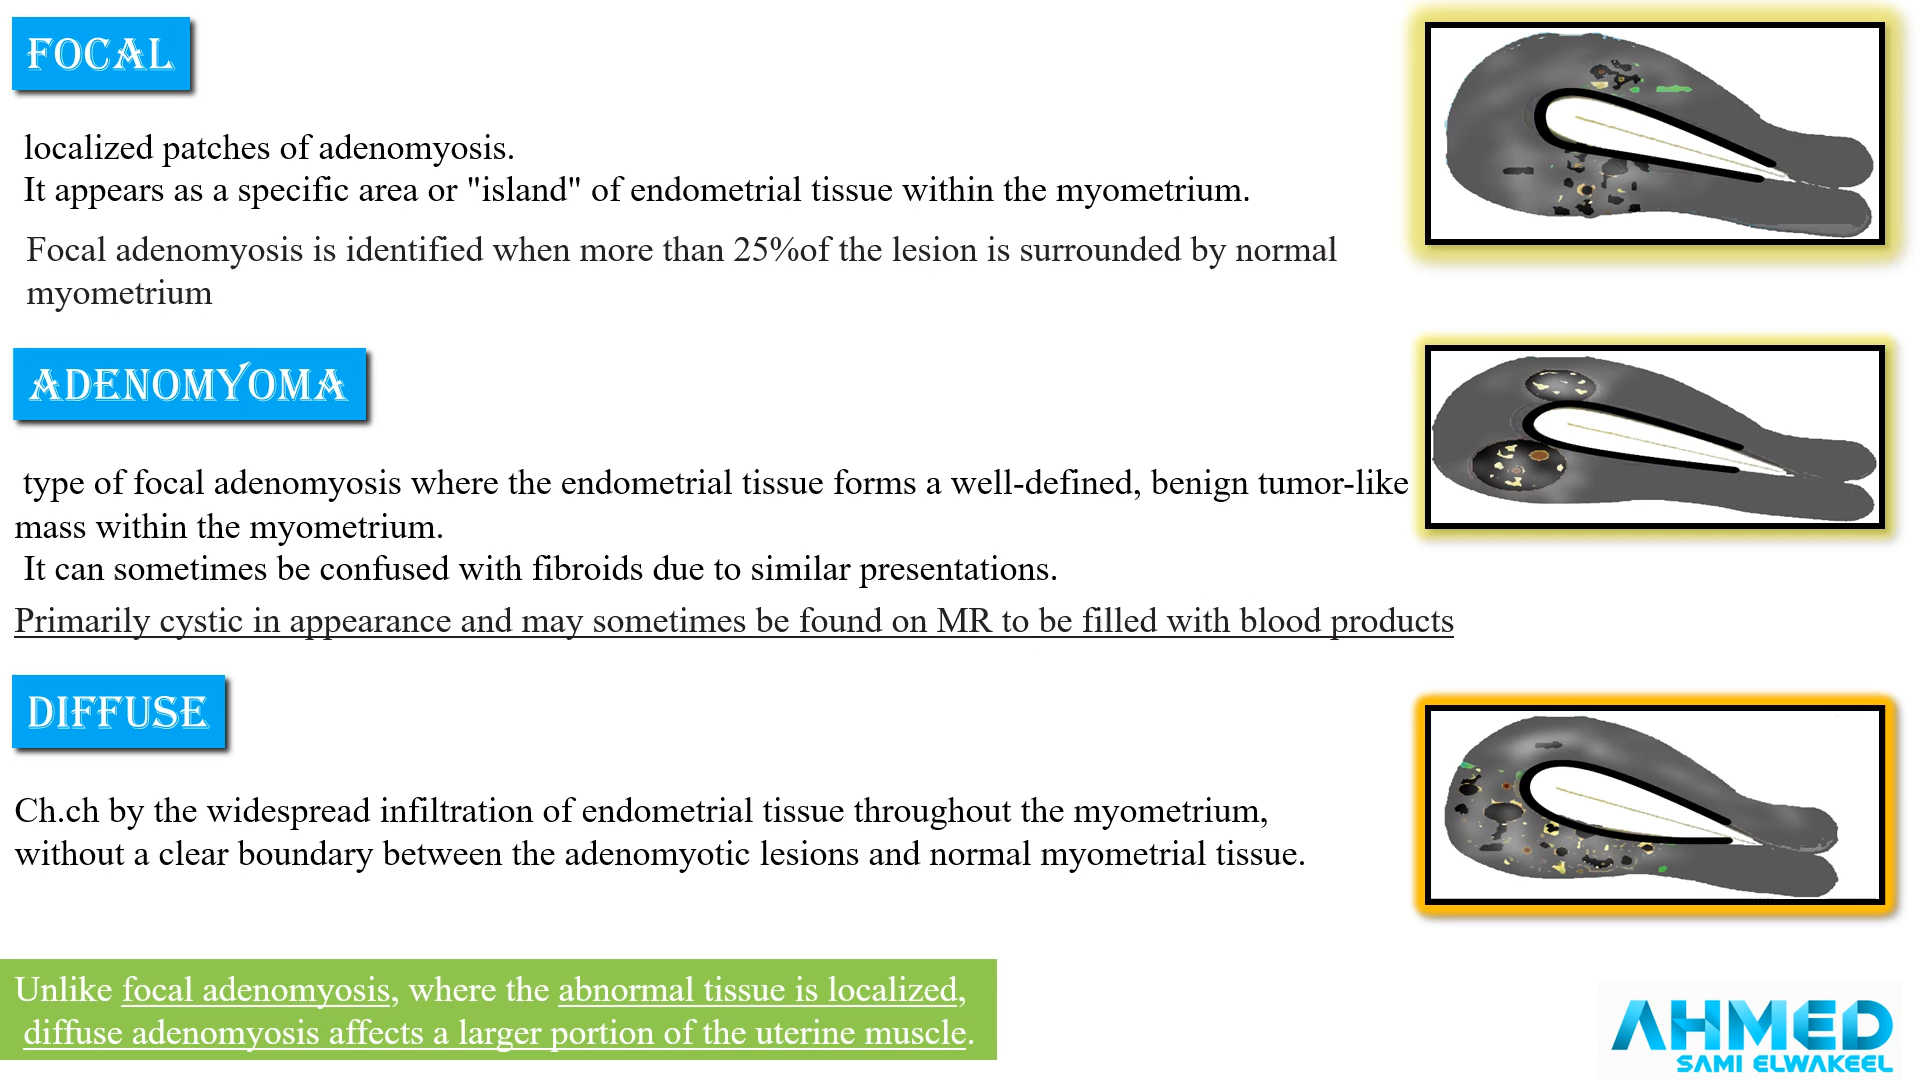 FOCAL
localized patches of adenomyosis.
It appears as a specific area or "island" of endometrial tissue within the myometrium.
Focal adenomyosis is identified when more than 25%of the lesion is surrounded by normal
myometrium
ADENOMYOMA
type of focal adenomyosis where the endometrial tissue forms a well-defined, benign tumor-like
mass within the myometrium.
It can sometimes be confused with fibroids due to similar presentations.
Primarily cystic in appearance and may sometimes be found on MR to be filled with blood products
DIFFUSE
Ch.ch by the widespread infiltration of endometrial tissue throughout the myometrium,
without a clear boundary between the adenomyotic lesions and normal myometrial tissue.
Unlike focal adenomyosis, where the abnormal tissue is localized,
diffuse adenomyosis affects a larger portion of the uterine muscle.
AHMED
SAMI ELWAKEEL